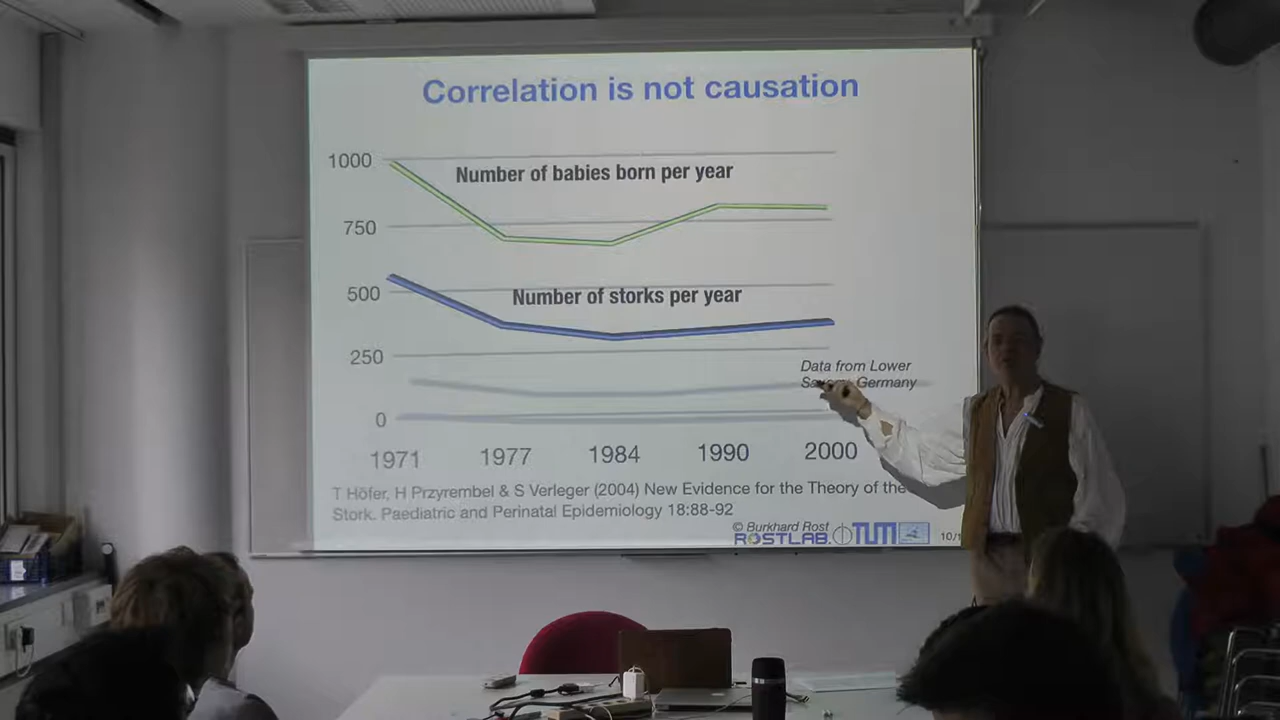 Correlation is not causation
1000
Number of babies born per year
750
500
Number of storks per year
250
Data from Lower
Germany
0
1971 1977 1984 1990 2000
T Höfer, H Przyrembel & S Verleger (2004) New Evidence for the Theory of the
Stork. Paediatric and Perinatal Epidemiology 18:88-92
© Burkhard Rost
ROSTLAB. TUM
10/1